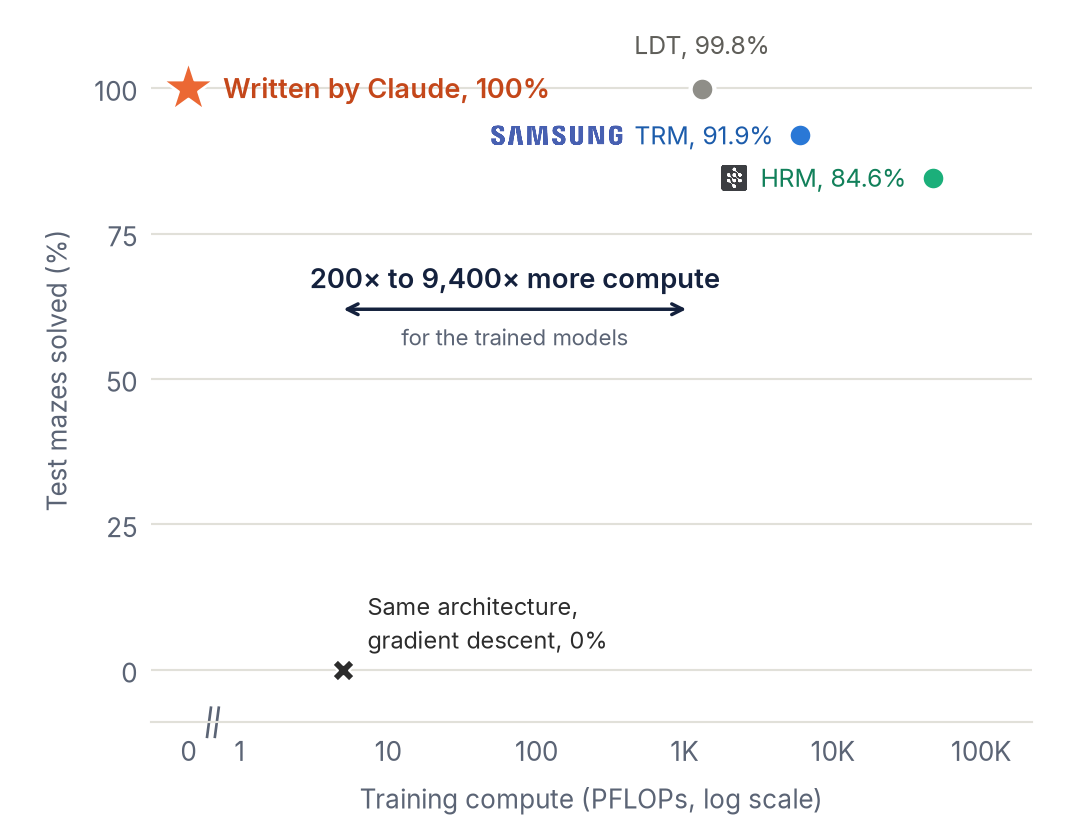 LDT, 99.8%
100
Written by Claude, 100%
SAMSUNG TRM, 91.9%
HRM, 84.6%
75
200× to 9,400× more compute
for the trained models
50
25
Same architecture,
gradient descent, 0%
0
Test mazes solved (%)
0 // 1 10 100 1K 10K 100K
Training compute (PFLOPs, log scale)